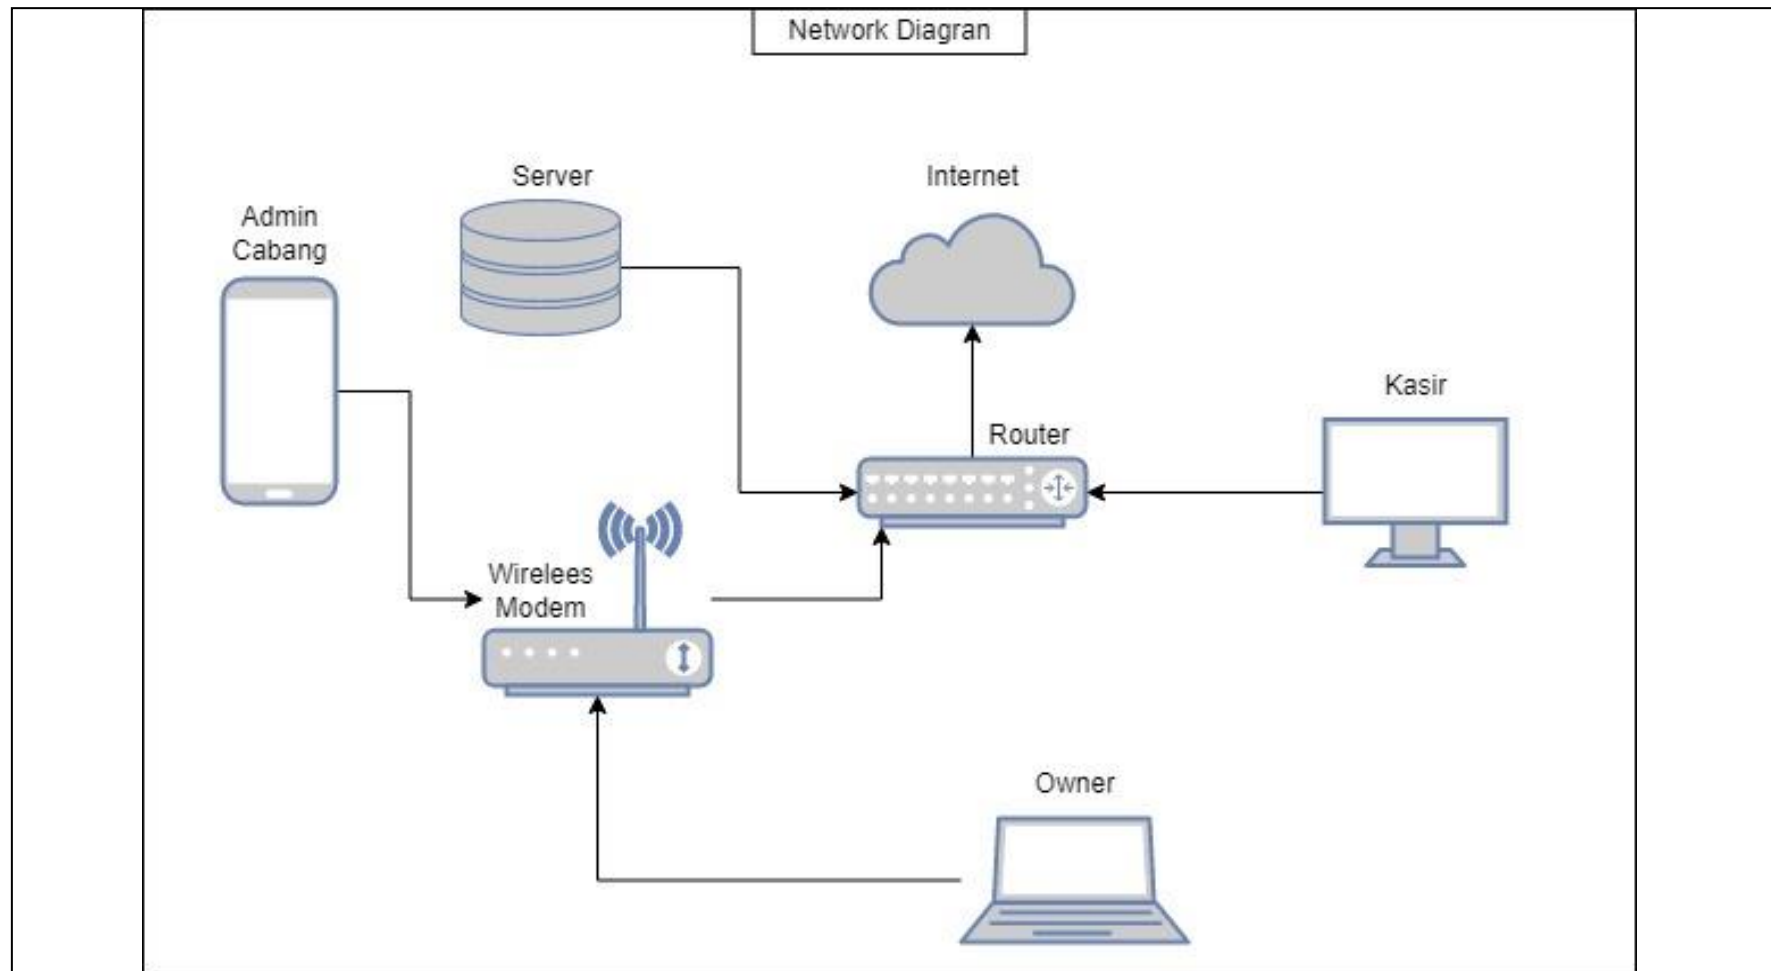 Network Diagran
Server
Internet
Admin
Cabang
Kasir
Router
Wirelees
Modem
Owner